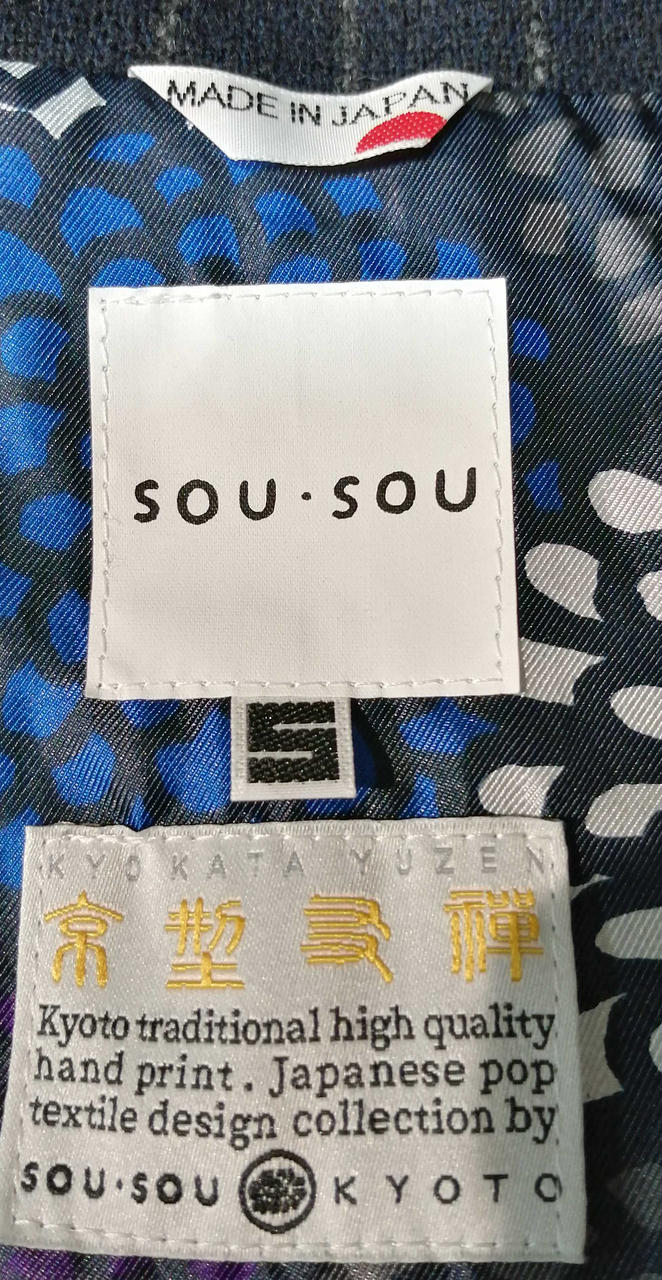 MADE IN JAPAN
SOU・SOU
S
KYOKATA YUZEN
京型友禅
Kyoto traditional high quality
hand print. Japanese pop
textile design collection by
SOU・SOU KYOTO